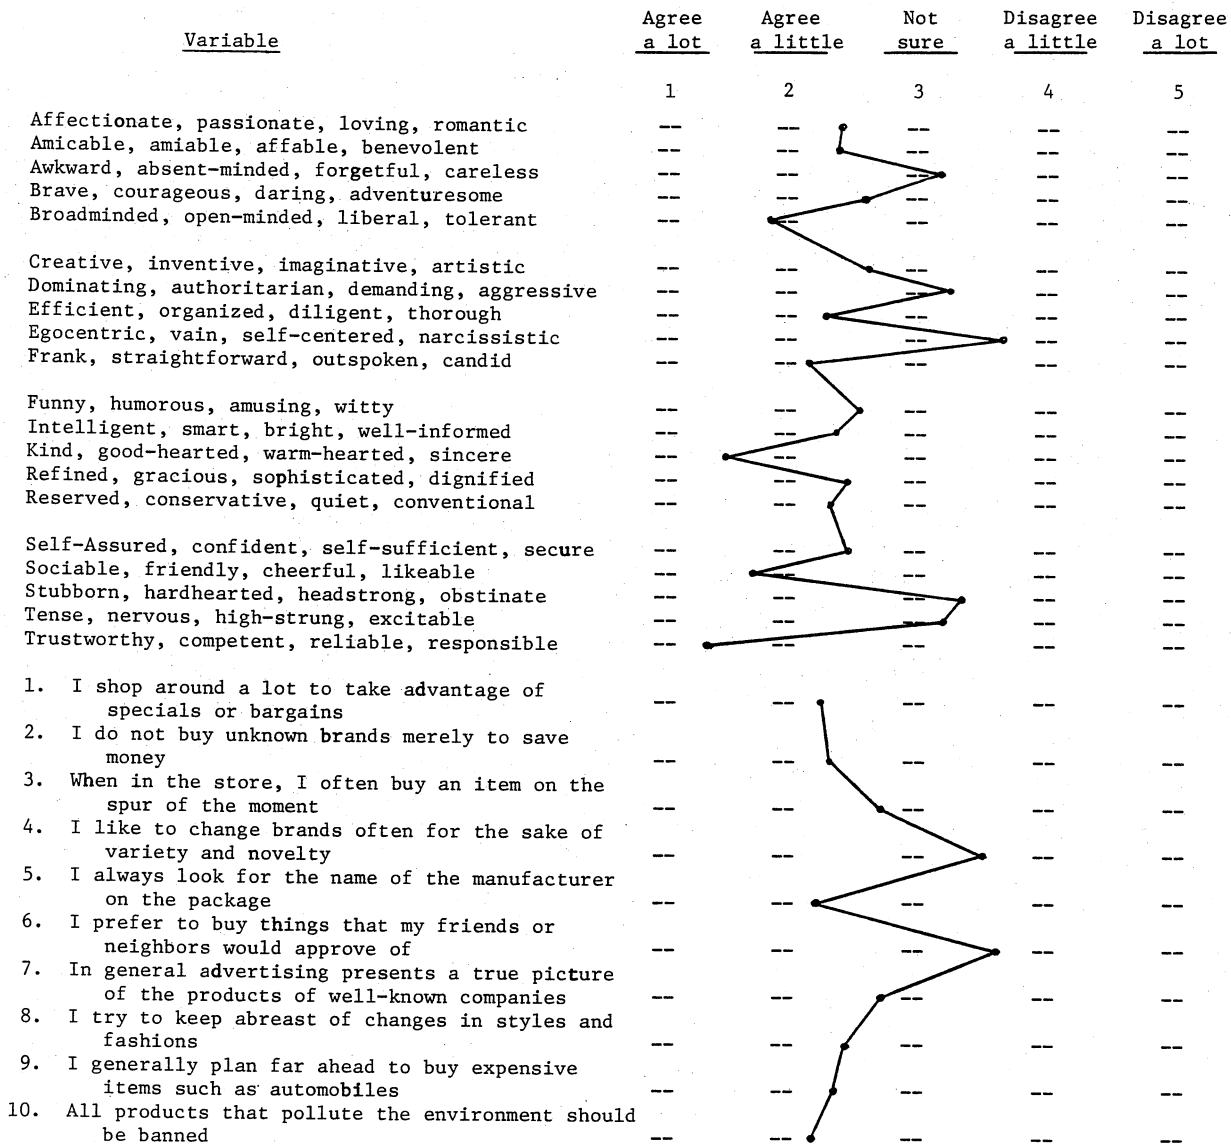 Variable
Agree a lot
Agree a little
Not sure
Disagree a little
Disagree a lot
1 2 3 4 5
Affectionate, passionate, loving, romantic
Amicable, amiable, affable, benevolent
Awkward, absent-minded, forgetful, careless
Brave, courageous, daring, adventuresome
Broadminded, open-minded, liberal, tolerant
Creative, inventive, imaginative, artistic
Dominating, authoritarian, demanding, aggressive
Efficient, organized, diligent, thorough
Egocentric, vain, self-centered, narcissistic
Frank, straightforward, outspoken, candid
Funny, humorous, amusing, witty
Intelligent, smart, bright, well-informed
Kind, good-hearted, warm-hearted, sincere
Refined, gracious, sophisticated, dignified
Reserved, conservative, quiet, conventional
Self-Assured, confident, self-sufficient, secure
Sociable, friendly, cheerful, likeable
Stubborn, hardhearted, headstrong, obstinate
Tense, nervous, high-strung, excitable
Trustworthy, competent, reliable, responsible
1. I shop around a lot to take advantage of
specials or bargains
2. I do not buy unknown brands merely to save
money
3. When in the store, I often buy an item on the
spur of the moment
4. I like to change brands often for the sake of
variety and novelty
5. I always look for the name of the manufacturer
on the package
6. I prefer to buy things that my friends or
neighbors would approve of
7. In general advertising presents a true picture
of the products of well-known companies
8. I try to keep abreast of changes in styles and
fashions
9. I generally plan far ahead to buy expensive
items such as automobiles
10. All products that pollute the environment should
be banned